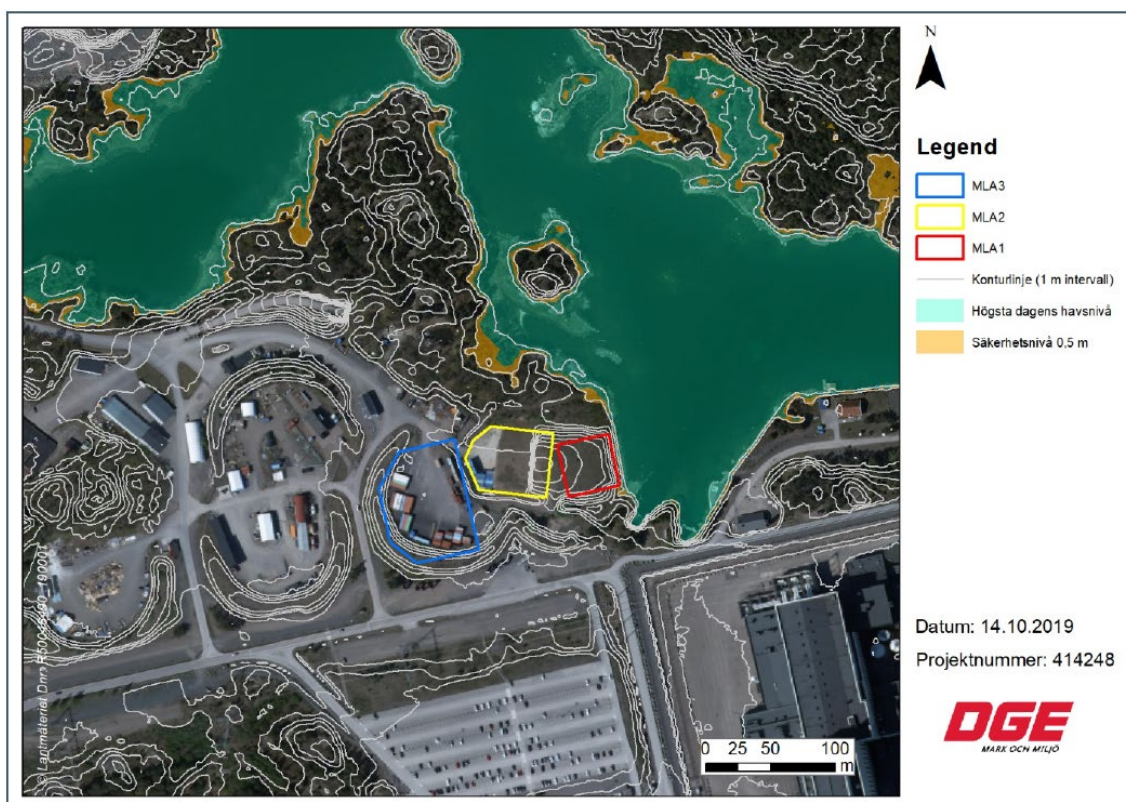 N
Legend
MLA3
MLA2
MLA1
Konturlinje (1 m intervall)
Högsta dagens havsnivå
Säkerhetsnivå 0,5 m
Datum: 14.10.2019
Projektnummer: 414248
DGE
MARK OCH MILJÖ
0 25 50 100
m
© Lantmäteriet